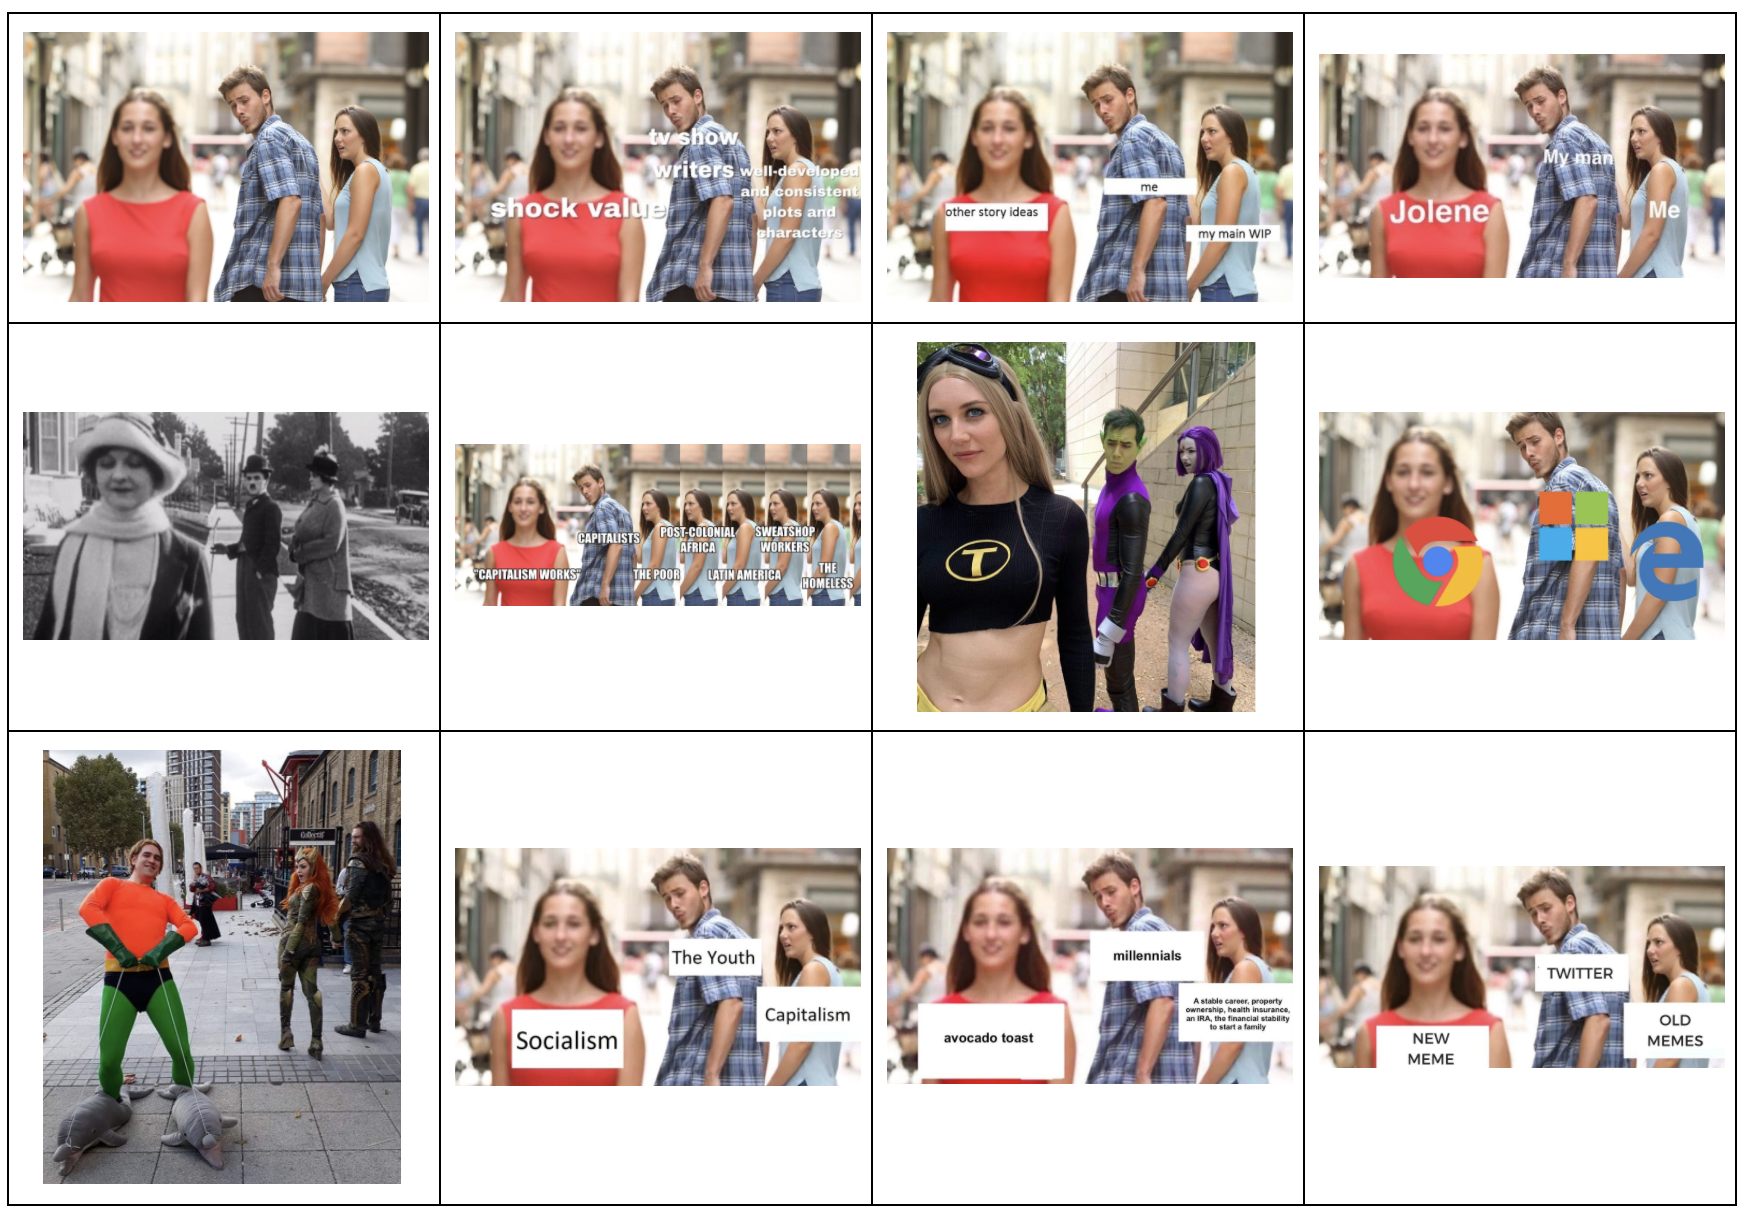 tv show
writers
shock value
well-developed
and consistent
plots and
characters
me
other story ideas
my main WIP
My man
Jolene
Me
CAPITALISTS
POST-COLONIAL
AFRICA
SWEATSHOP
WORKERS
"CAPITALISM WORKS"
THE POOR
LATIN AMERICA
THE
HOMELESS
T
Collectif
The Youth
Socialism
Capitalism
millennials
avocado toast
A stable career, property
ownership, health insurance,
an IRA, the financial stability
to start a family
TWITTER
NEW
MEME
OLD
MEMES